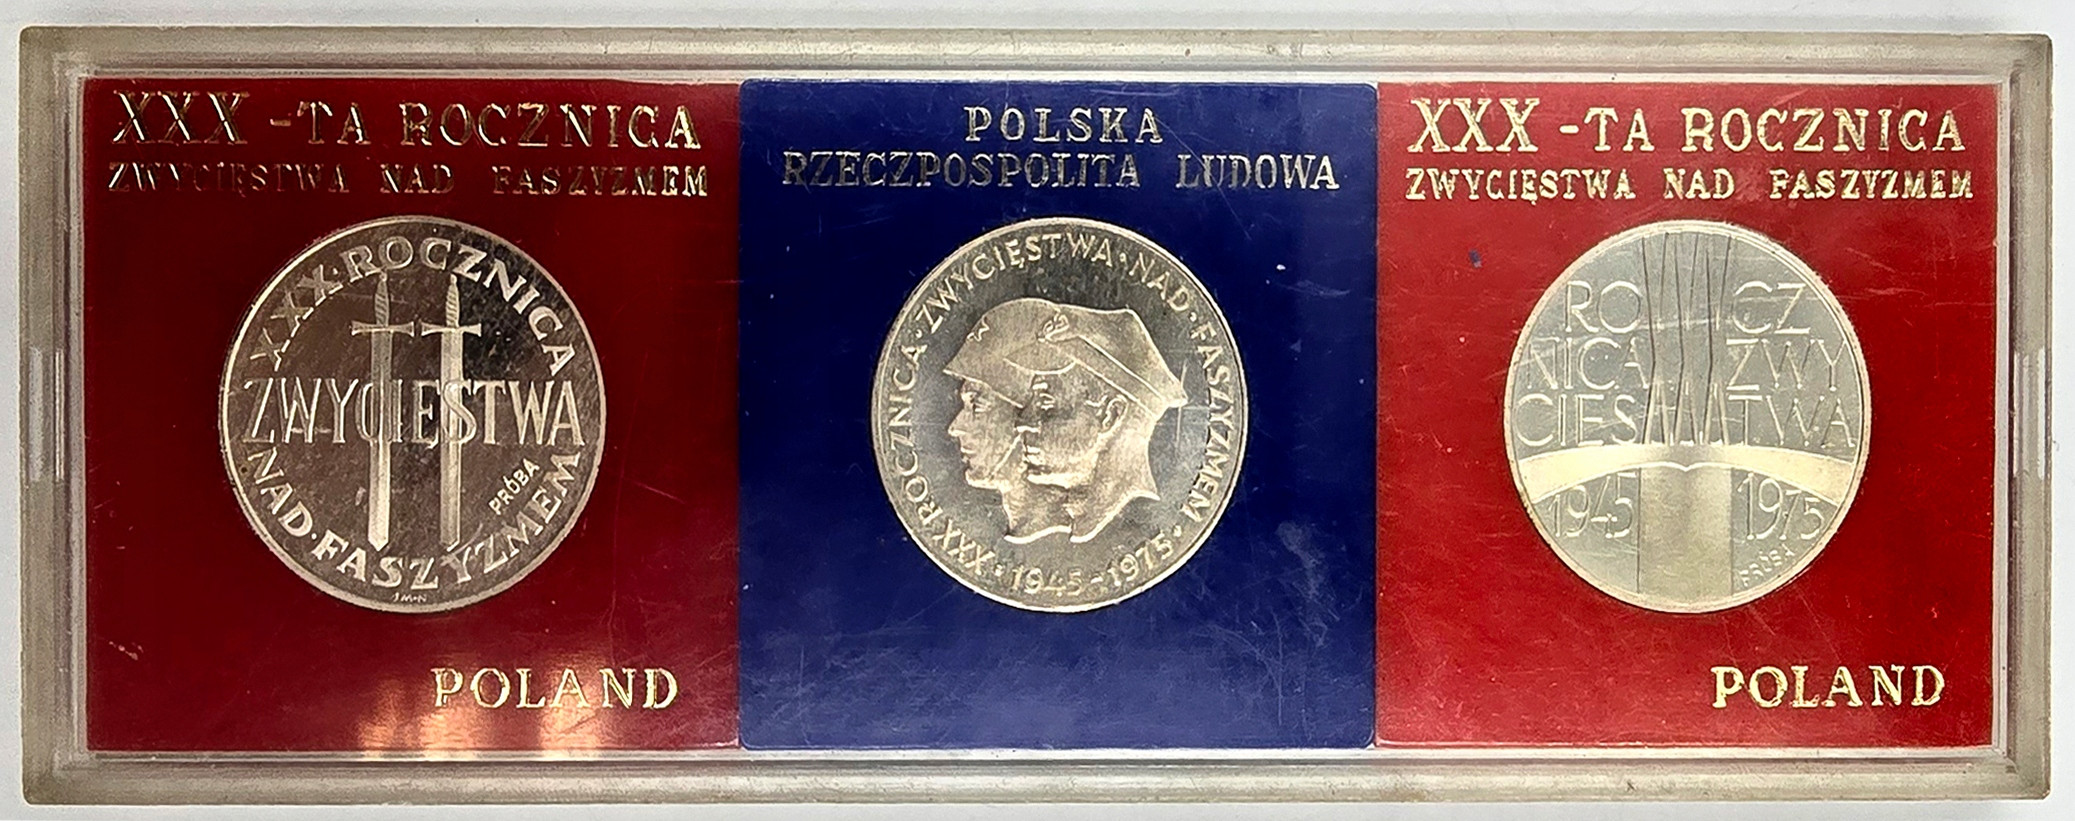 XXX -TA ROCZNICA
ZWYCIĘSTWA NAD FASZYZMEM
XXX·ROCZNICA
ZWYCIĘSTWA
NAD·FASZYZMEM
PRÓBA
J.M-N
POLAND
POLSKA
RZECZPOSPOLITA LUDOWA
XXX ROCZNICA·ZWYCIĘSTWA·NAD·FASZYZMEM·
1945-1975
XXX -TA ROCZNICA
ZWYCIĘSTWA NAD FASZYZMEM
RO CZ
NICA ZWY
CIĘS TWA
1945 1975
PRÓBA
POLAND